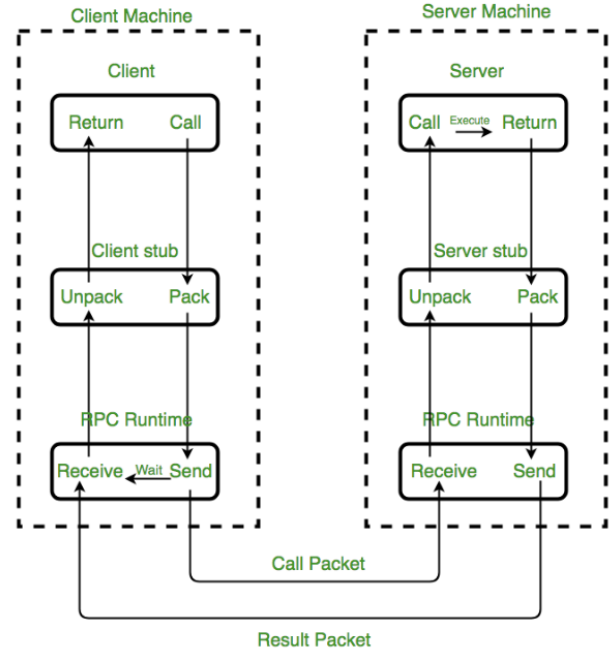 Client Machine
Server Machine
Client
Server
Return Call
Call Execute Return
Client stub
Server stub
Unpack Pack
Unpack Pack
RPC Runtime
RPC Runtime
Receive Wait Send
Receive Send
Call Packet
Result Packet